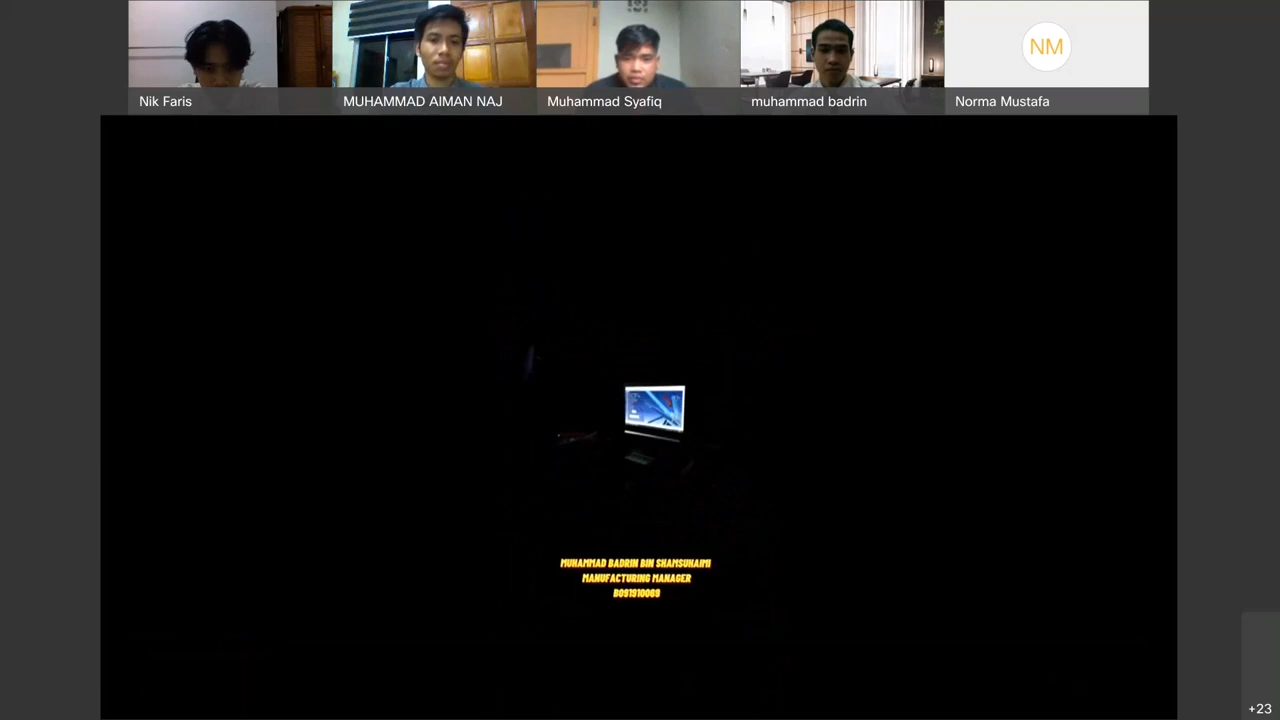 Nik Faris
MUHAMMAD AIMAN NAJ
Muhammad Syafiq
muhammad badrin
NM
Norma Mustafa
MUHAMMAD BADRIN BIN SHAMSUHAIMI
MANUFACTURING MANAGER
B091910069
+23